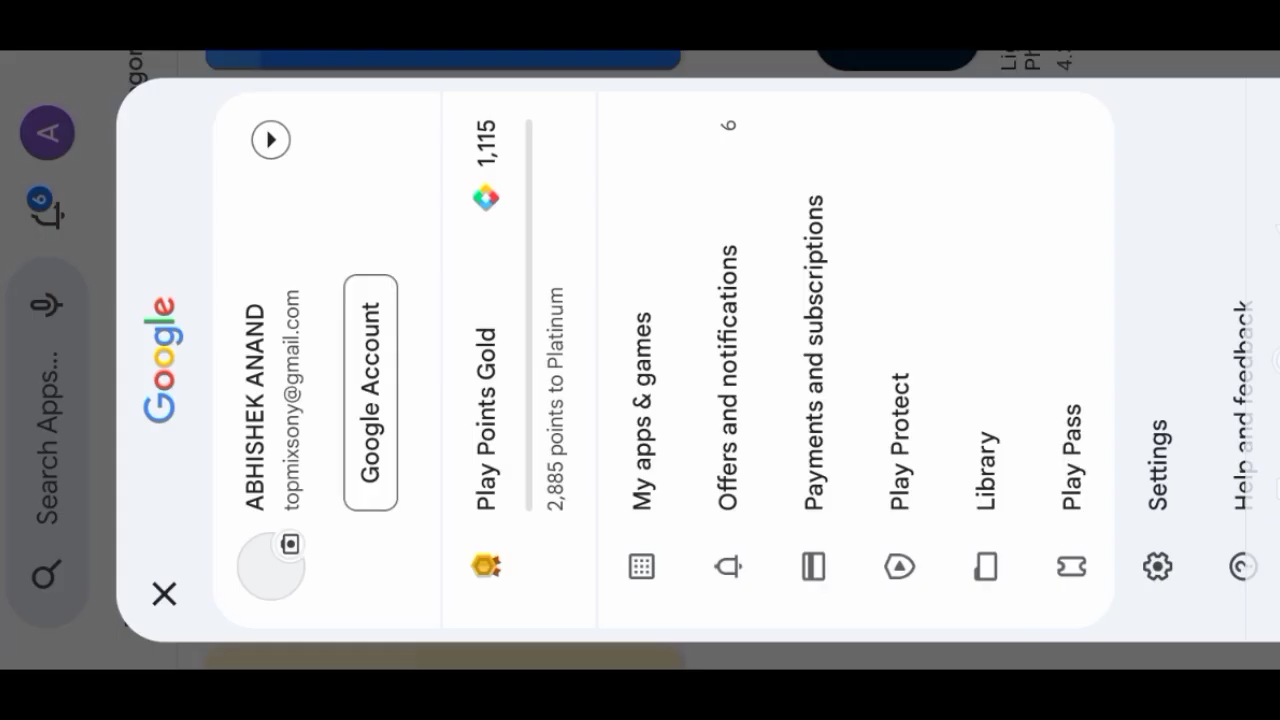 Search Apps...
6
A
Google
ABHISHEK ANAND
topmixsony@gmail.com
Google Account
Play Points Gold 1,115
2,885 points to Platinum
My apps & games
Offers and notifications 6
Payments and subscriptions
Play Protect
Library
Play Pass
Settings
Help and feedback